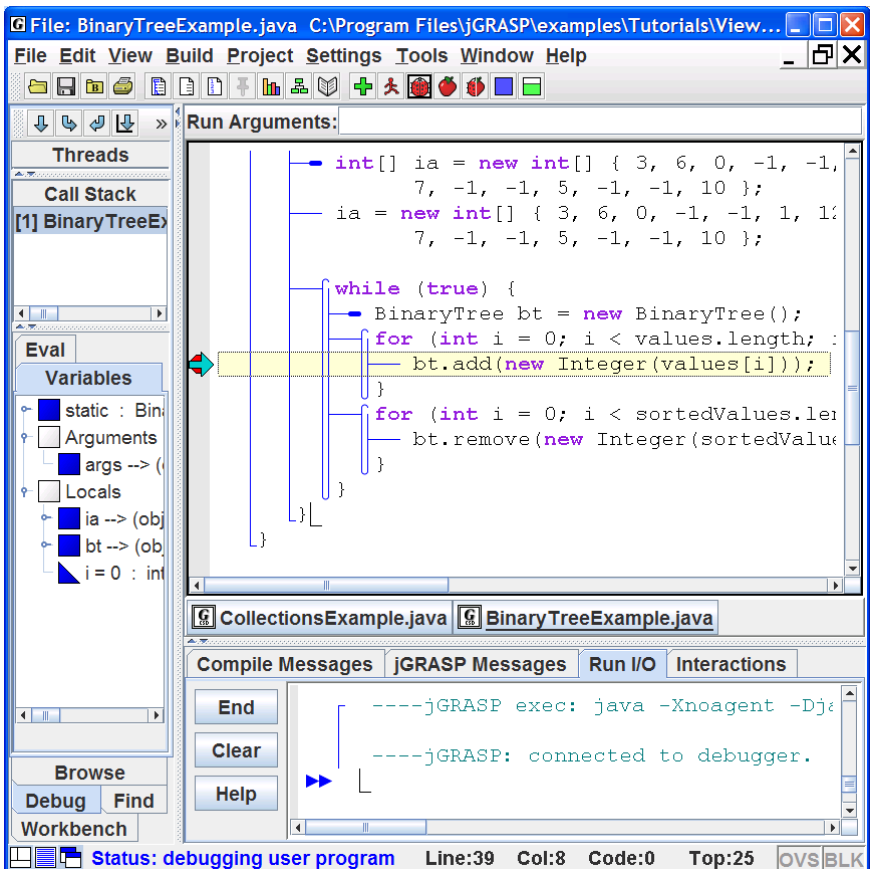 File: BinaryTreeExample.java  C:\Program Files\jGRASP\examples\Tutorials\View...
File Edit View Build Project Settings Tools Window Help
»
Run Arguments:
Threads
Call Stack
[1] BinaryTreeEx
Eval
Variables
static : Bin
Arguments
args --> (
Locals
ia --> (obj
bt --> (ob
i = 0 : int
int[] ia = new int[] { 3, 6, 0, -1, -1,
7, -1, -1, 5, -1, -1, 10 };
ia = new int[] { 3, 6, 0, -1, -1, 1, 12
7, -1, -1, 5, -1, -1, 10 };
while (true) {
BinaryTree bt = new BinaryTree();
for (int i = 0; i < values.length; i
bt.add(new Integer(values[i]));
}
for (int i = 0; i < sortedValues.len
bt.remove(new Integer(sortedValue
}
}
}
}
CollectionsExample.java BinaryTreeExample.java
Compile Messages jGRASP Messages Run I/O Interactions
End
Clear
Help
----jGRASP exec: java -Xnoagent -Dja
----jGRASP: connected to debugger.
Browse
Debug Find
Workbench
Status: debugging user program Line:39 Col:8 Code:0 Top:25 OVS BLK